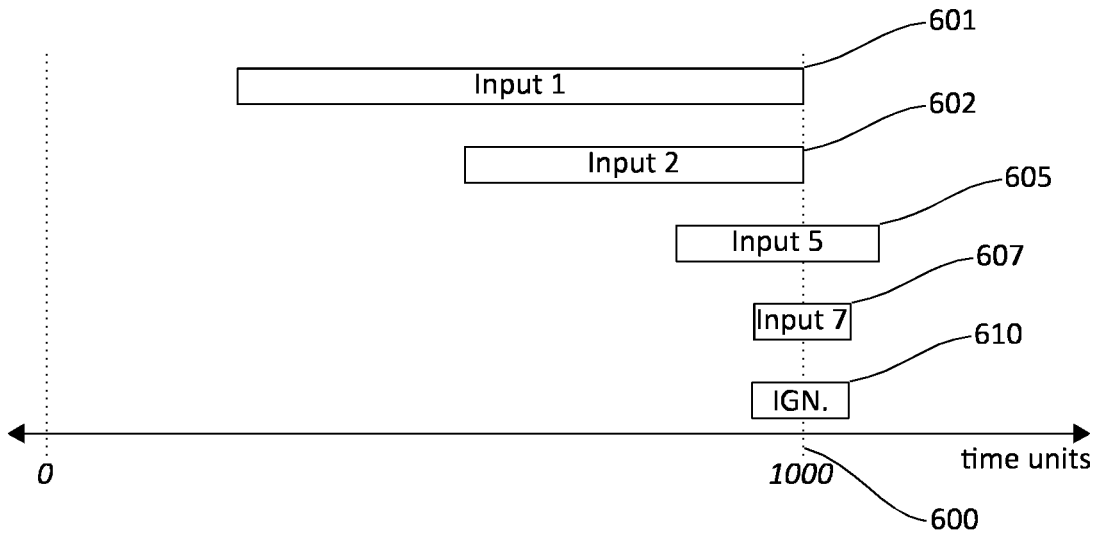 601
Input 1
602
Input 2
605
Input 5
607
Input 7
610
IGN.
time units
0
1000
600